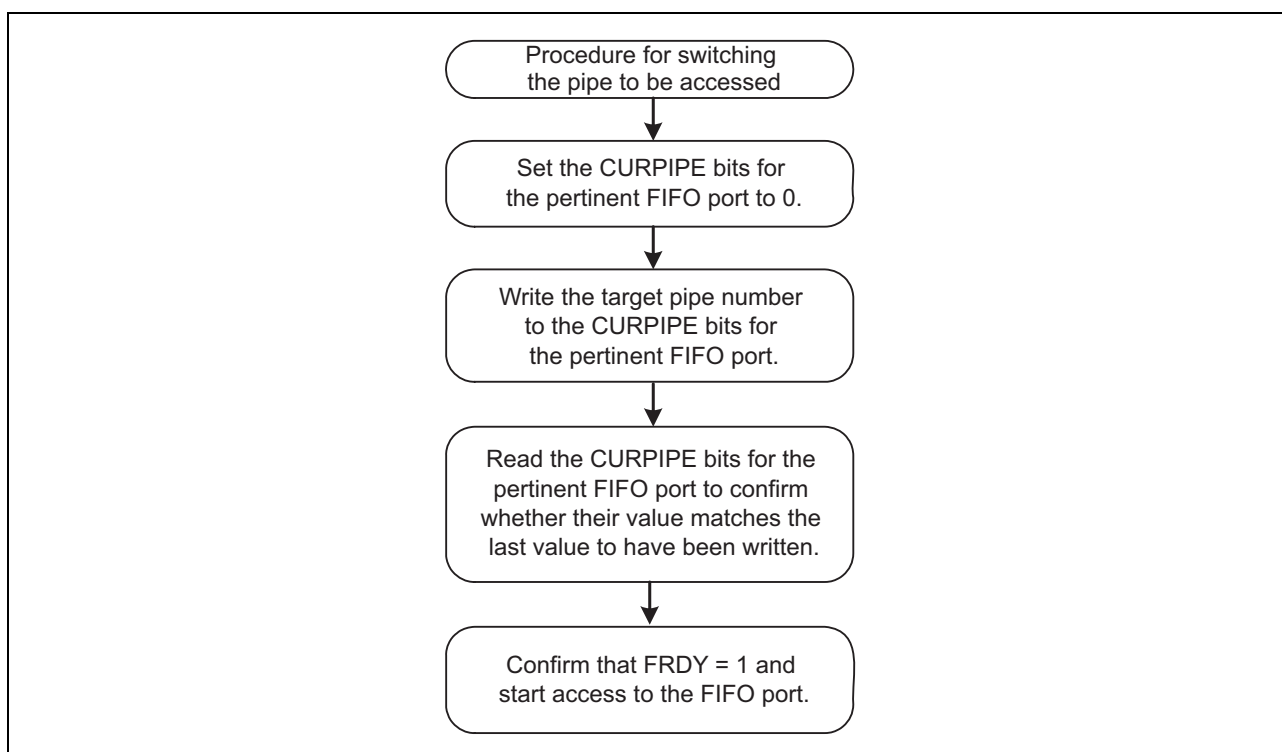 Procedure for switching
the pipe to be accessed
Set the CURPIPE bits for
the pertinent FIFO port to 0.
Write the target pipe number
to the CURPIPE bits for
the pertinent FIFO port.
Read the CURPIPE bits for the
pertinent FIFO port to confirm
whether their value matches the
last value to have been written.
Confirm that FRDY = 1 and
start access to the FIFO port.